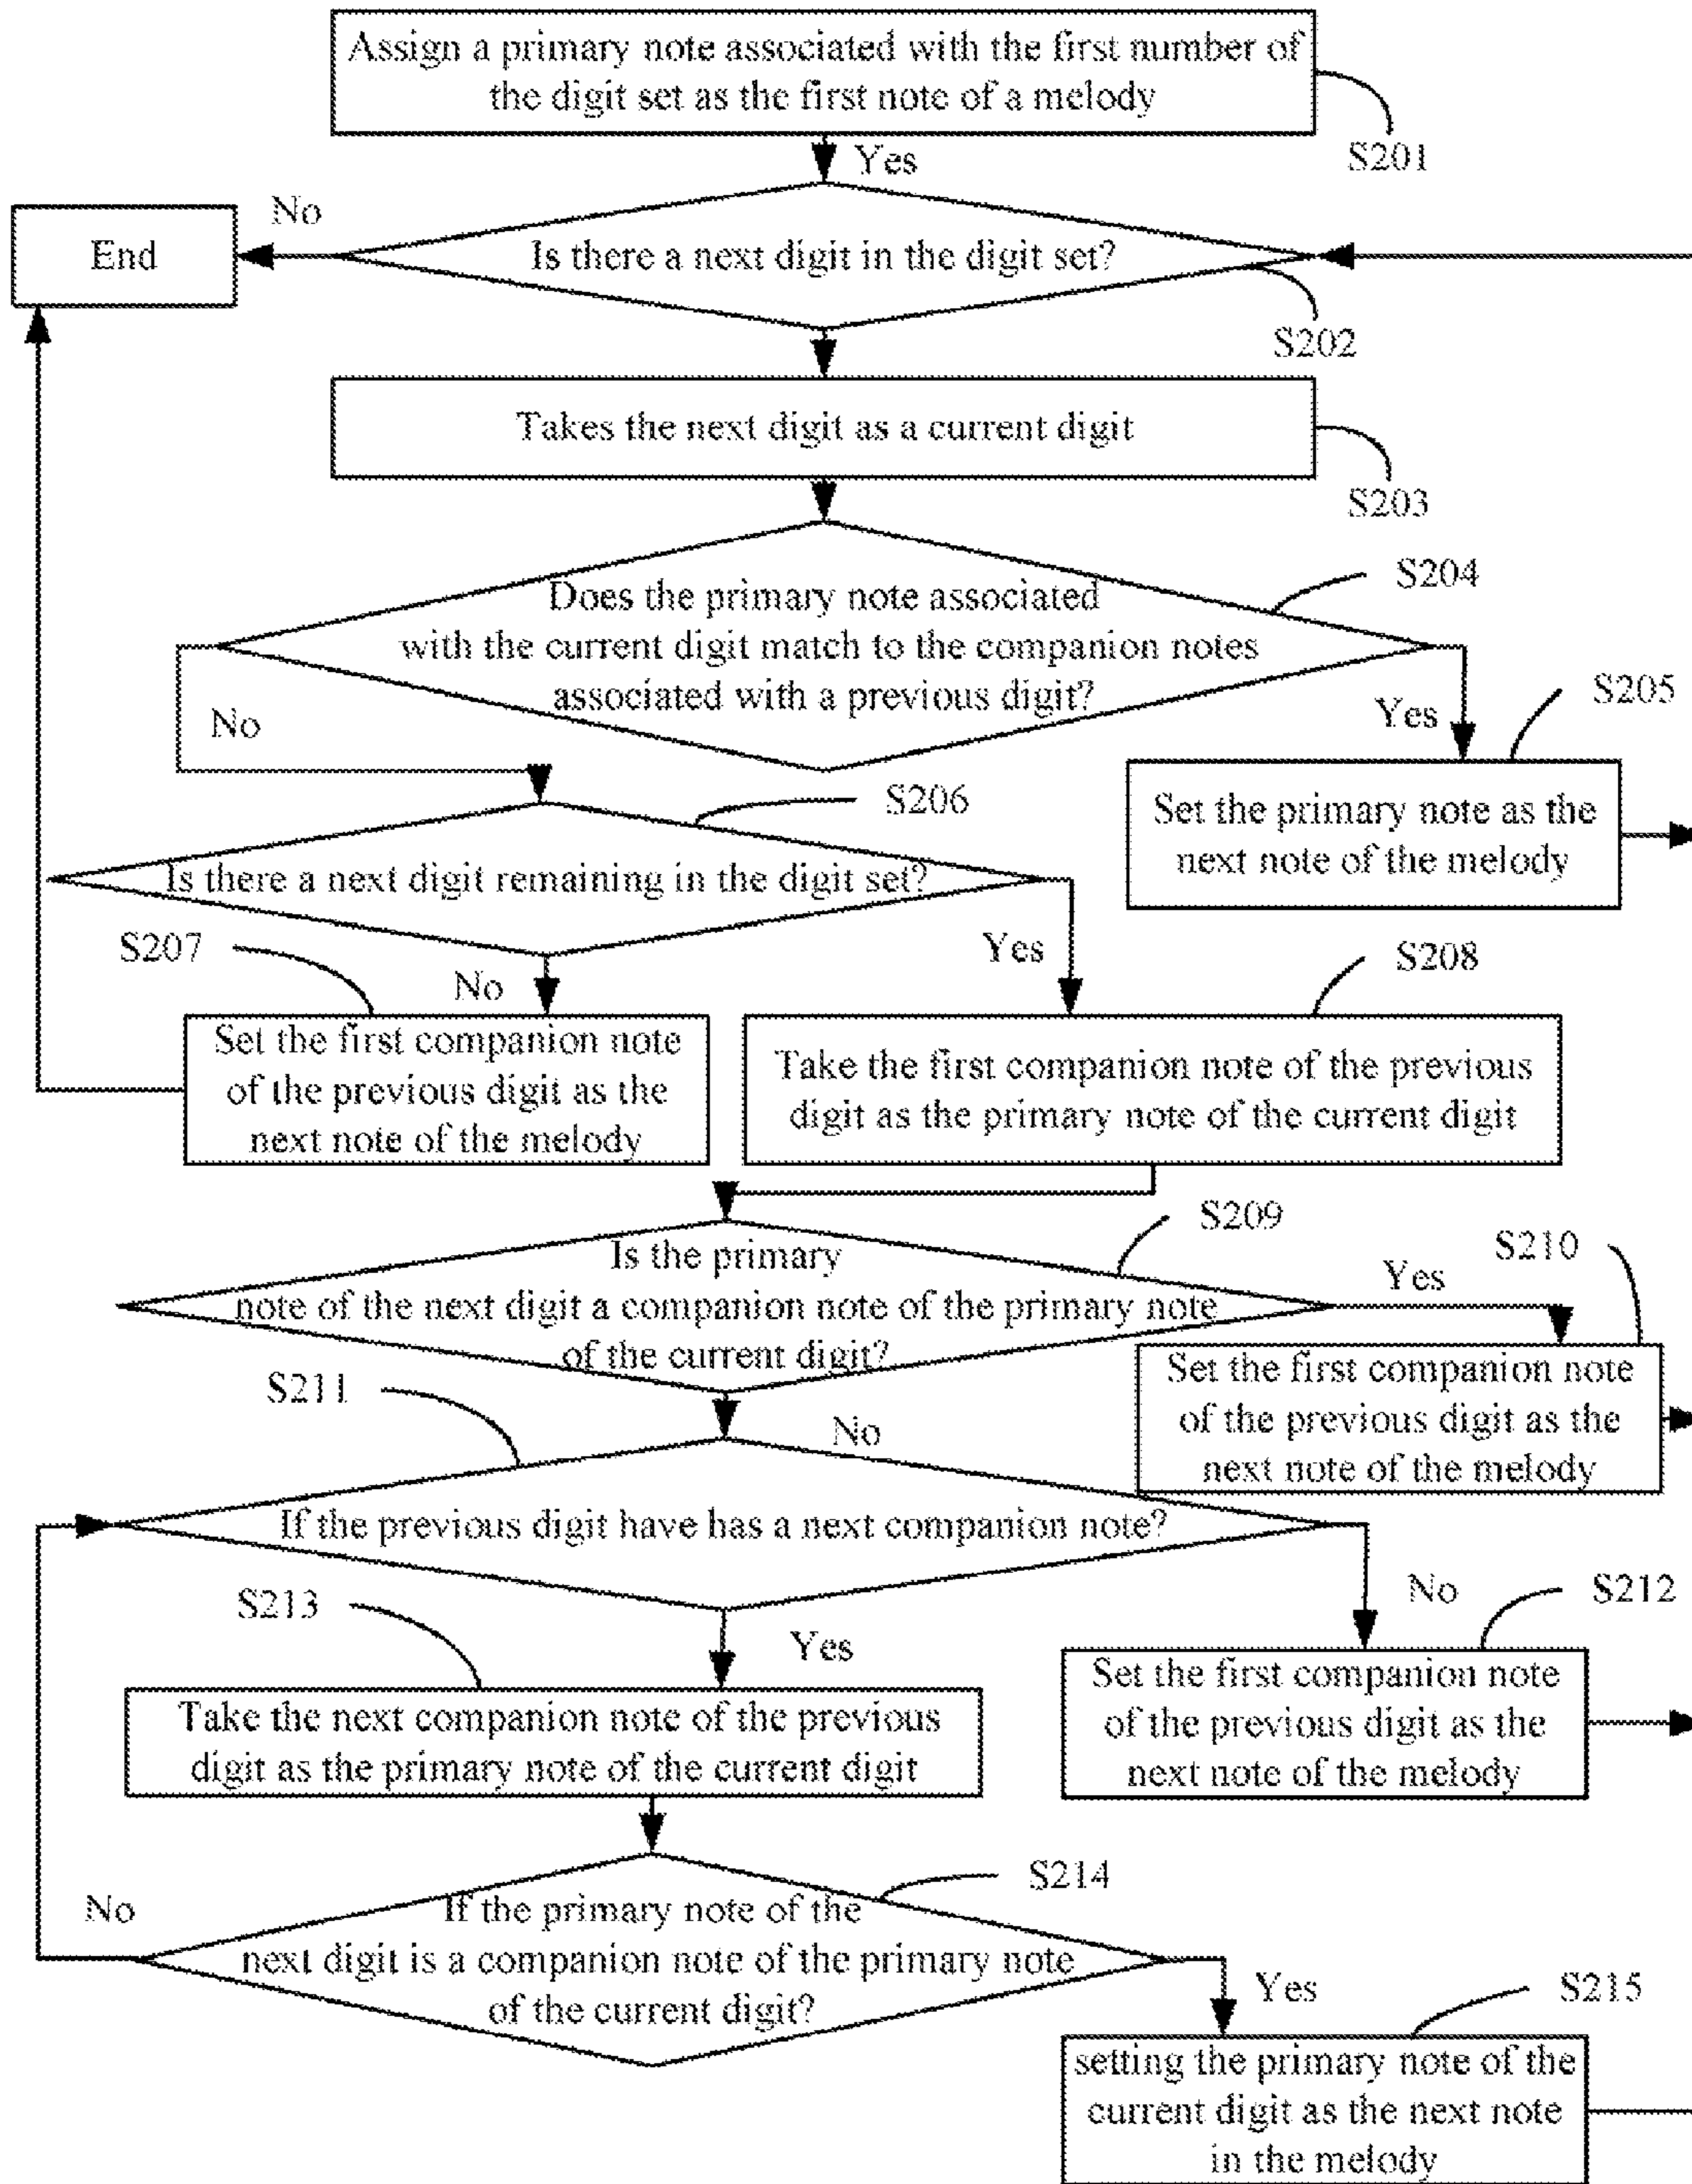 Assign a primary note associated with the first number of
the digit set as the first note of a melody
S201
Yes
No
End
Is there a next digit in the digit set?
S202
Takes the next digit as a current digit
S203
S204
Does the primary note associated
with the current digit match to the companion notes
associated with a previous digit?
No
Yes
S205
Set the primary note as the
next note of the melody
S206
Is there a next digit remaining in the digit set?
S207
No
Yes
S208
Set the first companion note
of the previous digit as the
next note of the melody
Take the first companion note of the previous
digit as the primary note of the current digit
S209
Is the primary
note of the next digit a companion note of the primary note
of the current digit?
Yes
S210
Set the first companion note
of the previous digit as the
next note of the melody
S211
No
If the previous digit have has a next companion note?
S213
Yes
No
S212
Take the next companion note of the previous
digit as the primary note of the current digit
Set the first companion note
of the previous digit as the
next note of the melody
S214
No
If the primary note of the
next digit is a companion note of the primary note
of the current digit?
Yes
S215
setting the primary note of the
current digit as the next note
in the melody